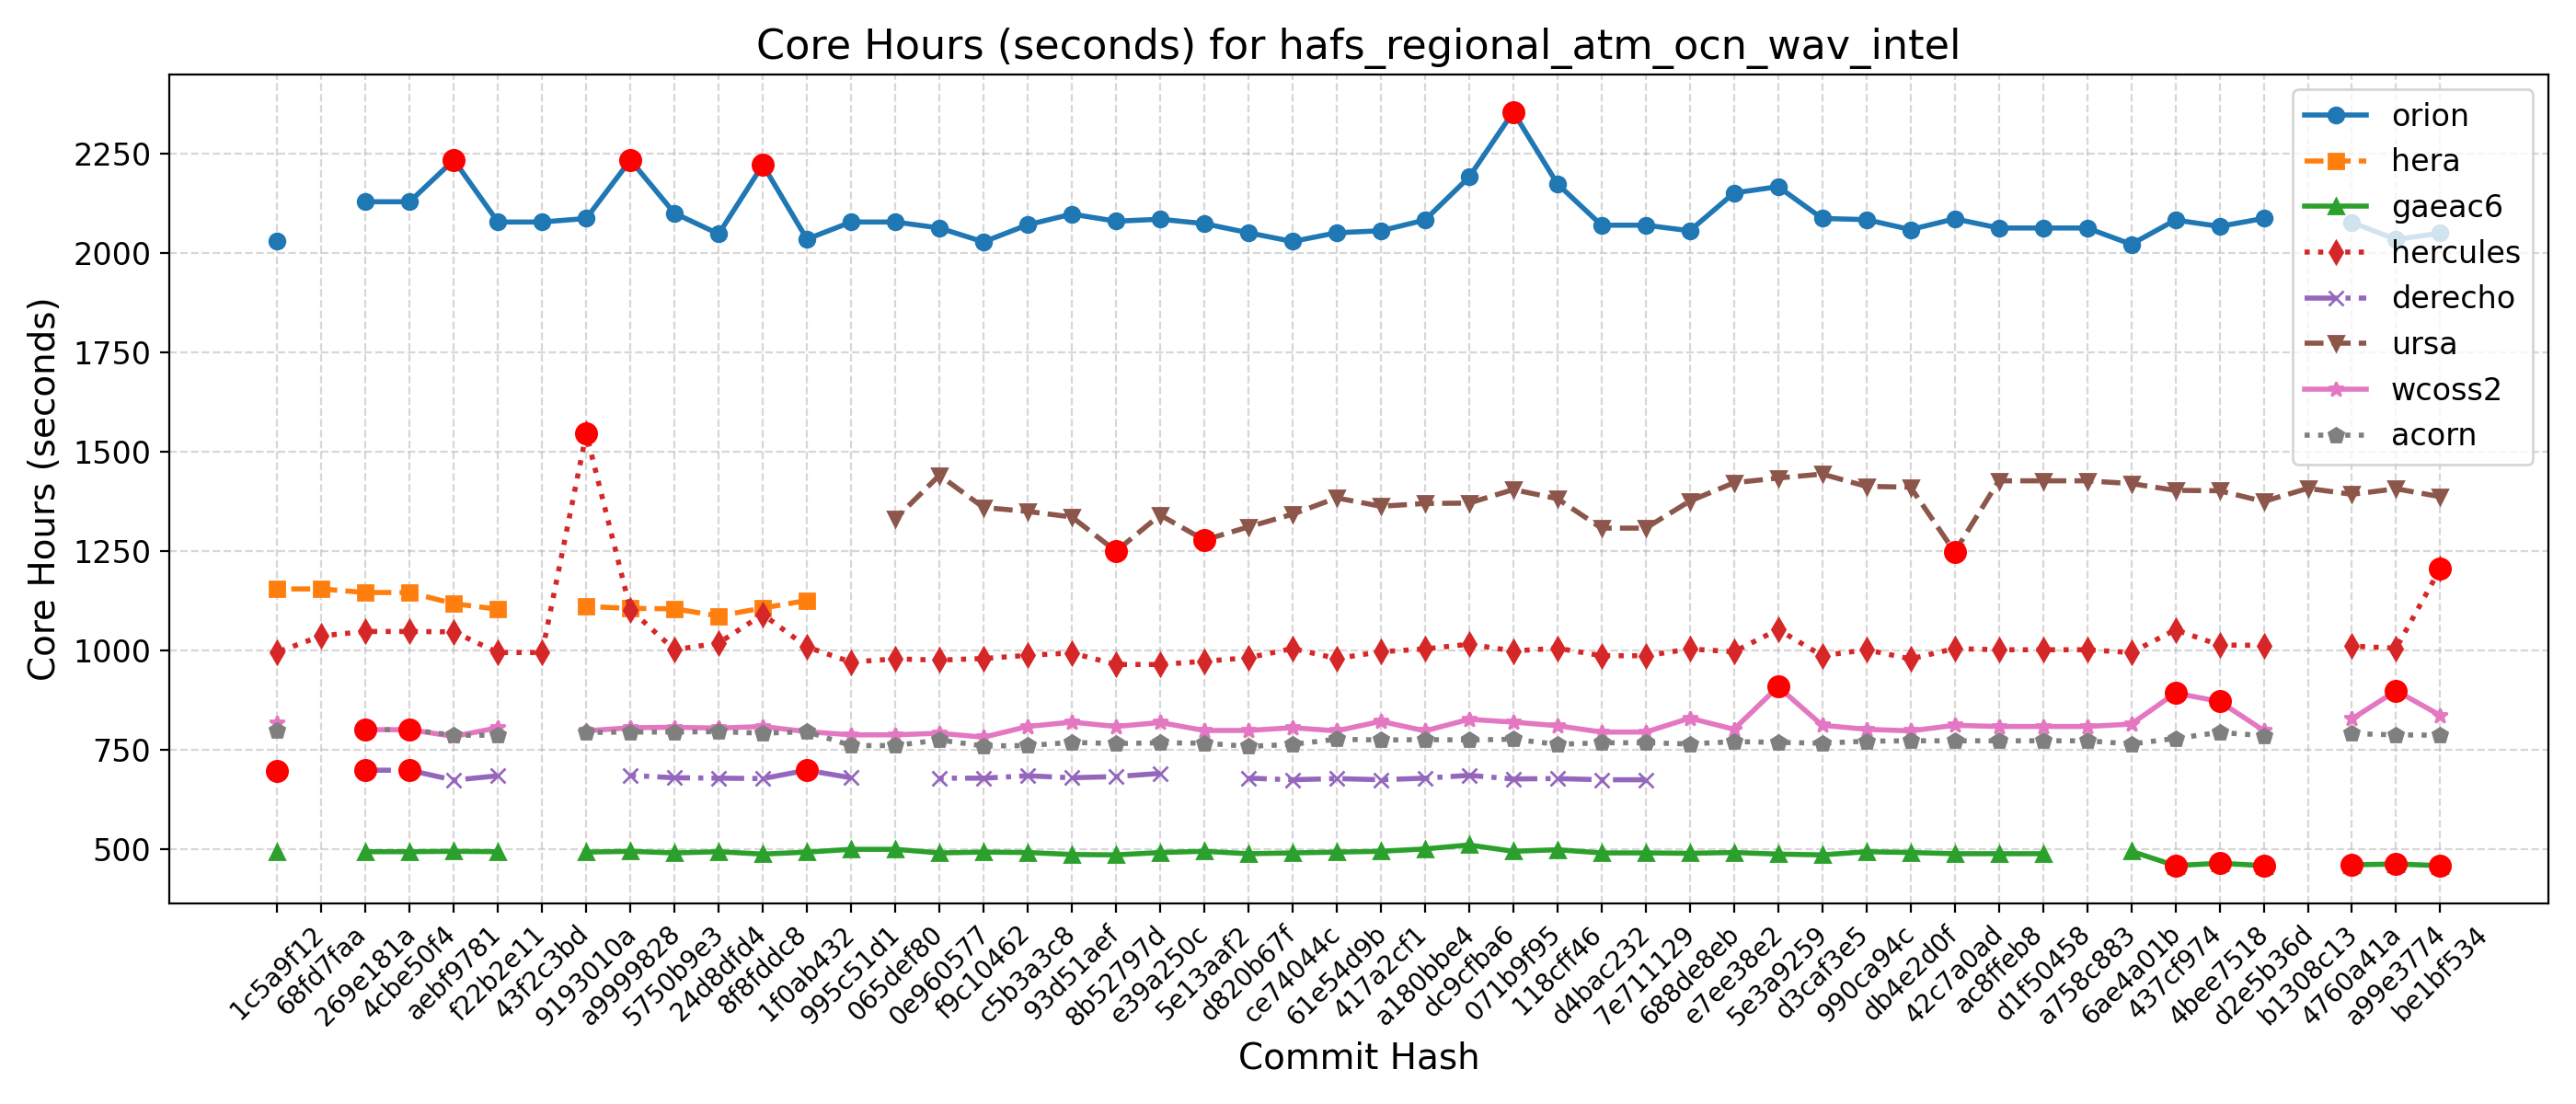 Core Hours (seconds) for hafs_regional_atm_ocn_wav_intel
Core Hours (seconds)
2250
2000
1750
1500
1250
1000
750
500
orion
hera
gaeac6
hercules
derecho
ursa
wcoss2
acorn
1c5a9f12
68fd7faa
269e181a
4cbe50f4
aebf9781
f22b2e11
43f2c3bd
9193010a
a9999828
5750b9e3
24d8dfd4
8f8fddc8
1f0ab432
995c51d1
065def80
0e960577
f9c10462
c5b3a3c8
93d51aef
8b52797d
e39a250c
5e13aaf2
d820b67f
ce74044c
61e54d9b
417a2cf1
a180bbe4
dc9cfba6
071b9f95
118cff46
d4bac232
7e711129
688de8eb
e7ee38e2
5e3a9259
d3caf3e5
990ca94c
db4e2d0f
42c7a0ad
ac8ffeb8
d1f50458
a758c883
6ae4a01b
437cf974
4bee7518
d2e5b36d
b1308c13
4760a41a
a99e3774
be1bf534
Commit Hash